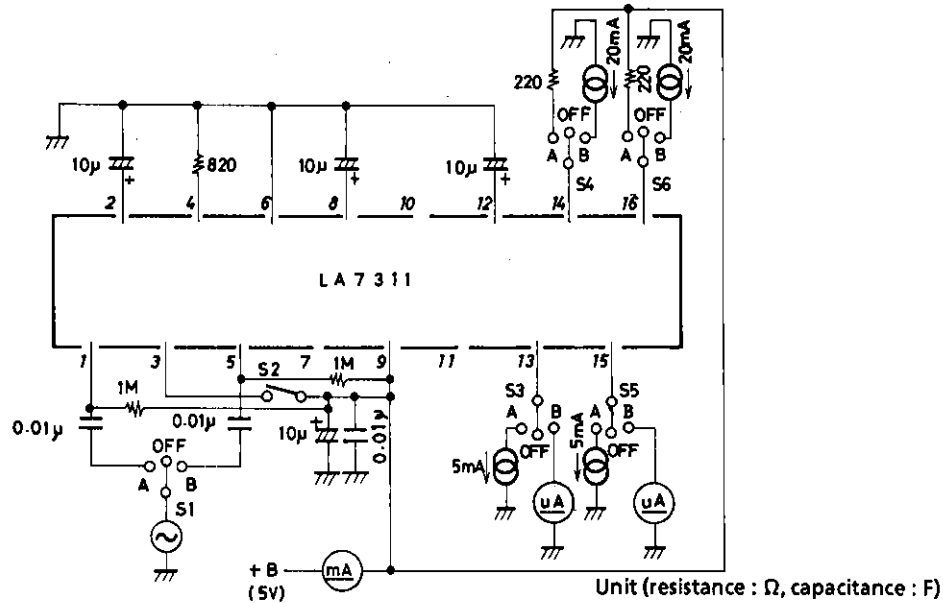 20mA
20mA
220
220
OFF
OFF
A
B
A
B
S4
S6
10μ
+
820
10μ
+
10μ
+
2
4
6
8
10
12
14
16
LA7311
1
3
5
7
9
11
13
15
S2
1M
1M
0.01μ
0.01μ
10μ
+
0.01μ
OFF
A
B
S1
S3
A
B
OFF
S5
A
B
OFF
5mA
5mA
uA
uA
+B
(5V)
mA
Unit (resistance : Ω, capacitance : F)